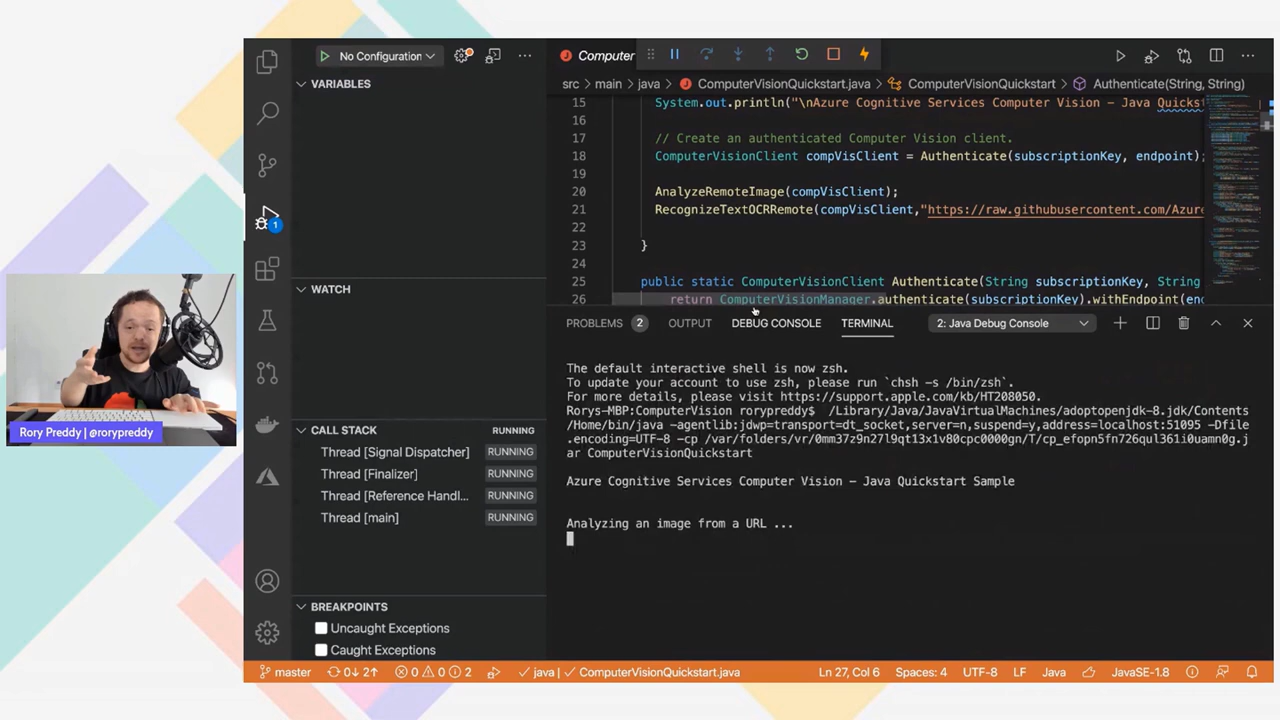 No Configuration
VARIABLES
WATCH
CALL STACK RUNNING
Thread [Signal Dispatcher] RUNNING
Thread [Finalizer] RUNNING
Thread [Reference Handl... RUNNING
Thread [main] RUNNING
BREAKPOINTS
Uncaught Exceptions
Caught Exceptions
1
Rory Preddy | @rorypreddy
Computer
src > main > java > ComputerVisionQuickstart.java > ComputerVisionQuickstart > Authenticate(String, String)
15 System.out.println("\nAzure Cognitive Services Computer Vision - Java Quickst
16
17 // Create an authenticated Computer Vision client.
18 ComputerVisionClient compVisClient = Authenticate(subscriptionKey, endpoint);
19
20 AnalyzeRemoteImage(compVisClient);
21 RecognizeTextOCRRemote(compVisClient,"https://raw.githubusercontent.com/Azure
22
23 }
24
25 public static ComputerVisionClient Authenticate(String subscriptionKey, String
26 return ComputerVisionManager.authenticate(subscriptionKey).withEndpoint(end
PROBLEMS 2 OUTPUT DEBUG CONSOLE TERMINAL 2: Java Debug Console
The default interactive shell is now zsh.
To update your account to use zsh, please run `chsh -s /bin/zsh`.
For more details, please visit https://support.apple.com/kb/HT208050.
Rorys-MBP:ComputerVision rorypreddy$ /Library/Java/JavaVirtualMachines/adoptopenjdk-8.jdk/Contents
/Home/bin/java -agentlib:jdwp=transport=dt_socket,server=n,suspend=y,address=localhost:51095 -Dfile
.encoding=UTF-8 -cp /var/folders/vr/0mm37z9n27l9qt13x1v80cpc0000gn/T/cp_efopn5fn726qul361i0uamn0g.j
ar ComputerVisionQuickstart
Azure Cognitive Services Computer Vision - Java Quickstart Sample
Analyzing an image from a URL ...
master 0↓ 2↑ 0 0 2 java | ComputerVisionQuickstart.java Ln 27, Col 6 Spaces: 4 UTF-8 LF Java JavaSE-1.8